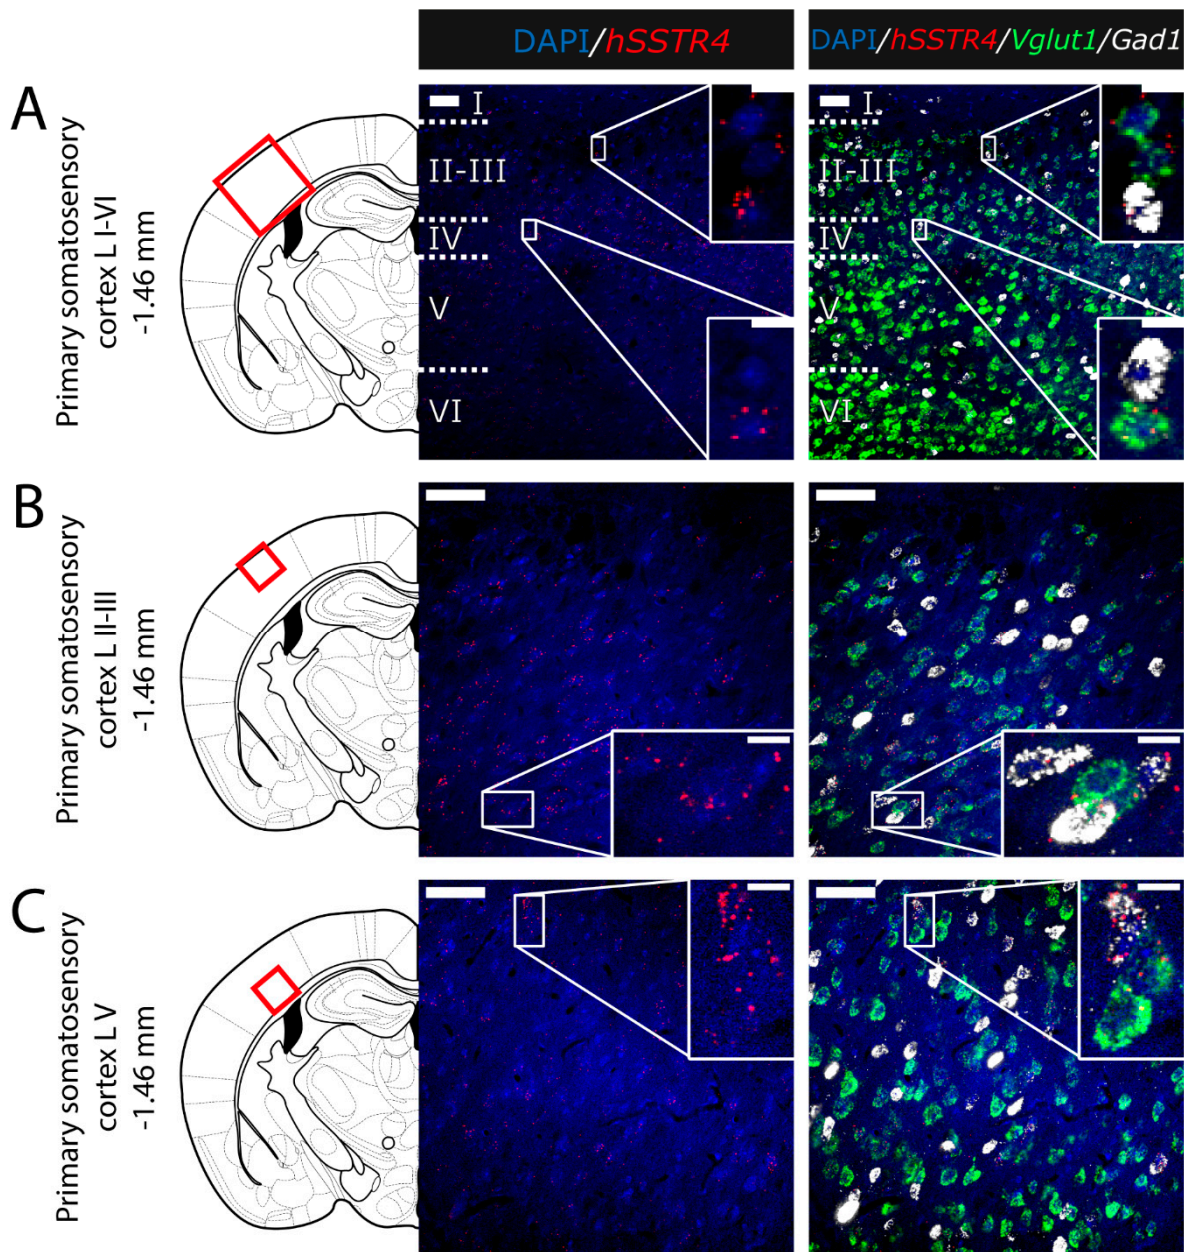 DAPI/hSSTR4
DAPI/hSSTR4/Vglut1/Gad1
A
Primary somatosensory
cortex L I-VI
-1.46 mm
I
II-III
IV
V
VI
I
II-III
IV
V
VI
B
Primary somatosensory
cortex L II-III
-1.46 mm
C
Primary somatosensory
cortex L V
-1.46 mm